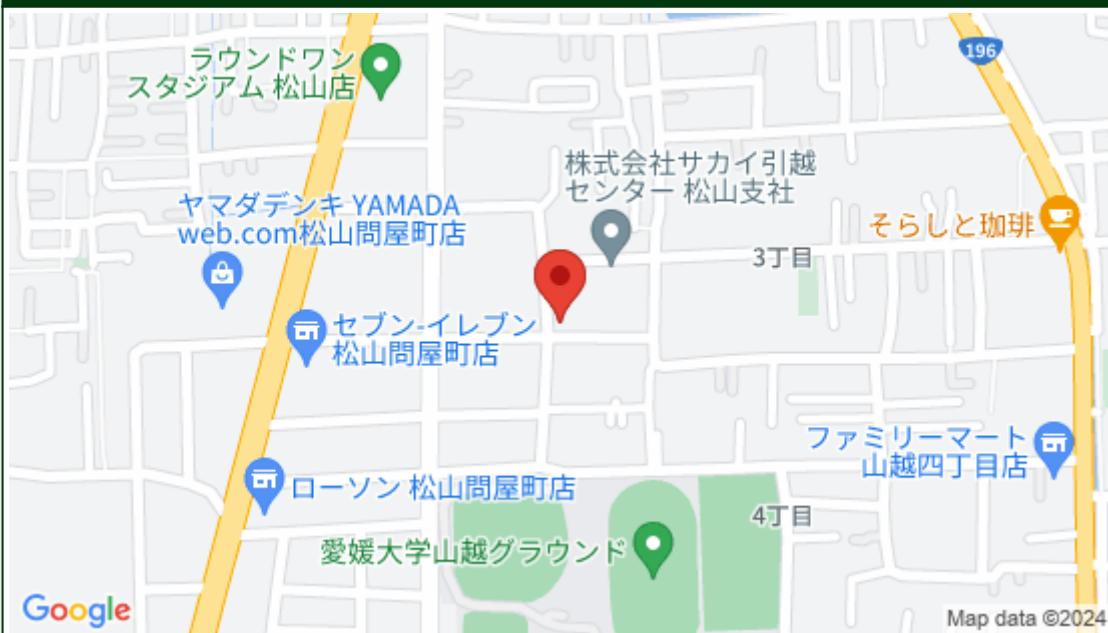 ラウンドワン
スタジアム 松山店
196
株式会社サカイ引越
センター 松山支社
ヤマダデンキ YAMADA
web.com松山問屋町店
そらしと珈琲
3丁目
セブン-イレブン
松山問屋町店
ファミリーマート
山越四丁目店
ローソン 松山問屋町店
4丁目
愛媛大学山越グラウンド
Google
Map data ©2024